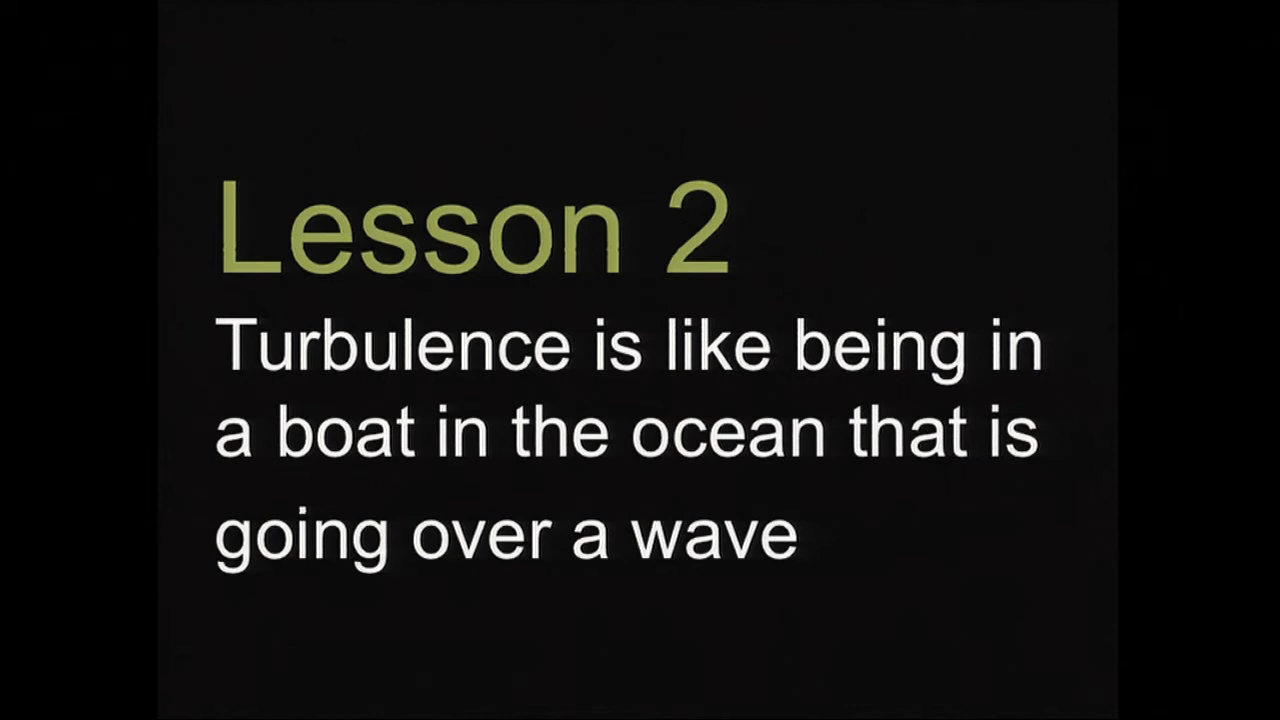 Lesson 2
Turbulence is like being in
a boat in the ocean that is
going over a wave